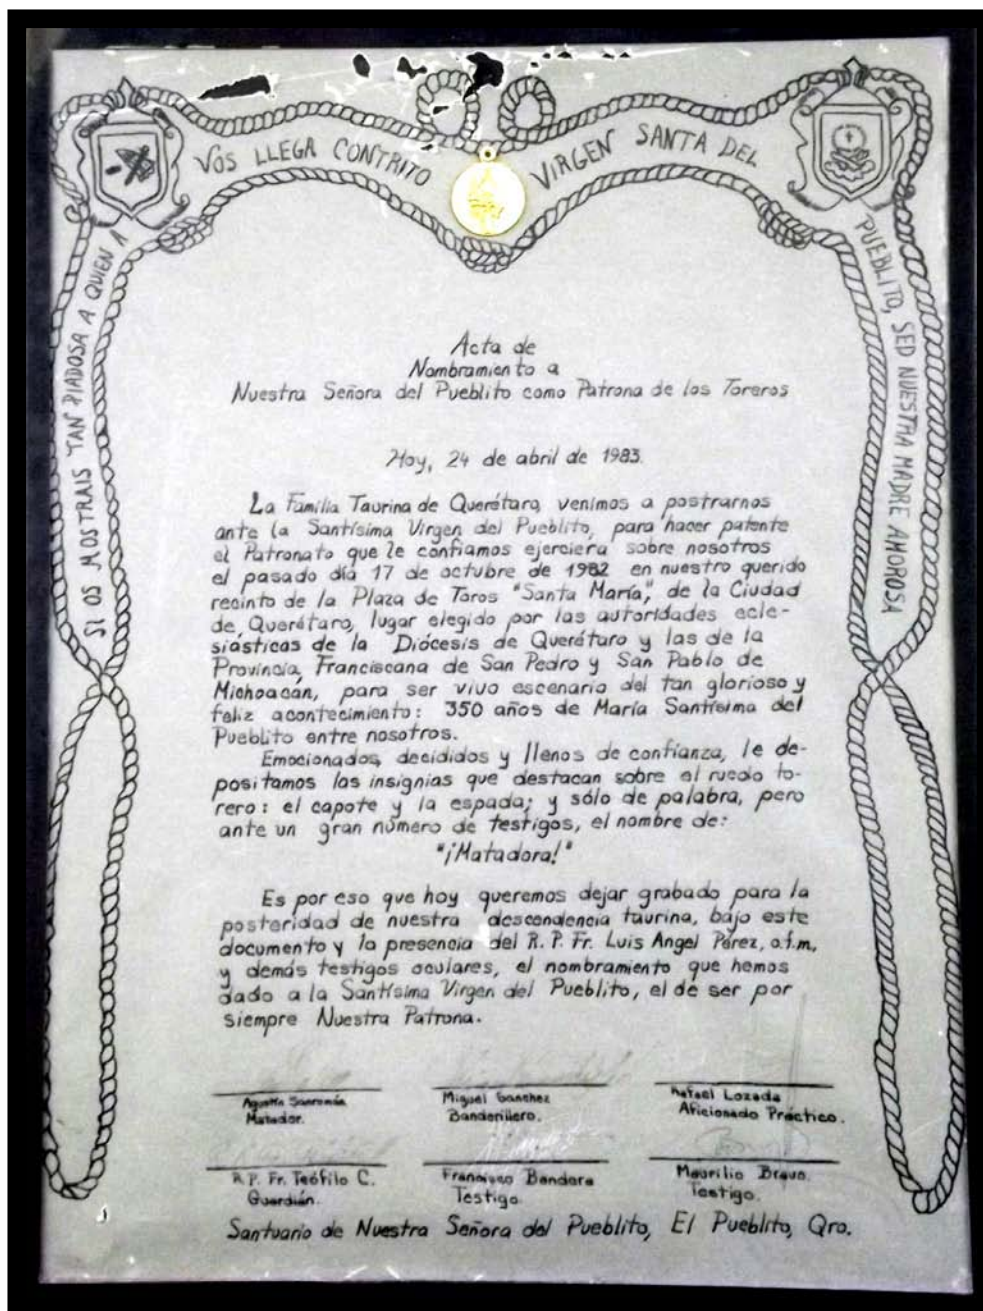 SI OS MOSTRAIS TAN PIADOSA A QUIEN A
VOS LLEGA CONTRITO
VIRGEN SANTA DEL
PUEBLITO, SED NUESTRA MADRE AMOROSA
Acta de
Nombramiento a
Nuestra Señora del Pueblito como Patrona de los Toreros
Hoy, 24 de abril de 1983.
La Familia Taurina de Querétaro, venimos a postrarnos
ante la Santísima Virgen del Pueblito, para hacer patente
el Patronato que le confiamos ejerciera sobre nosotros
el pasado día 17 de octubre de 1982 en nuestro querido
recinto de la Plaza de Toros "Santa María", de la Ciudad
de Querétaro, lugar elegido por las autoridades ecle-
siásticas de la Diócesis de Querétaro y las de la
Provincia Franciscana de San Pedro y San Pablo de
Michoacán, para ser vivo escenario del tan glorioso y
feliz acontecimiento: 350 años de María Santísima del
Pueblito entre nosotros.
Emocionados, decididos y llenos de confianza, le de-
positamos las insignias que destacan sobre el ruedo to-
rero: el capote y la espada; y sólo de palabra, pero
ante un gran número de testigos, el nombre de:
"¡Matadora!"
Es por eso que hoy queremos dejar grabado para la
posteridad de nuestra descendencia taurina, bajo este
documento y la presencia del R. P. Fr. Luis Angel Pérez, o.f.m,
y demás testigos oculares, el nombramiento que hemos
dado a la Santísima Virgen del Pueblito, el de ser por
siempre Nuestra Patrona.
Agustín Sanromán
Matador.
Miguel Sanchez
Banderillero.
Rafael Lozada
Aficionado Práctico.
R. P. Fr. Teófilo C.
Guardián.
Francisco Bandera
Testigo.
Maurilio Bravo.
Testigo.
Santuario de Nuestra Señora del Pueblito, El Pueblito, Qro.